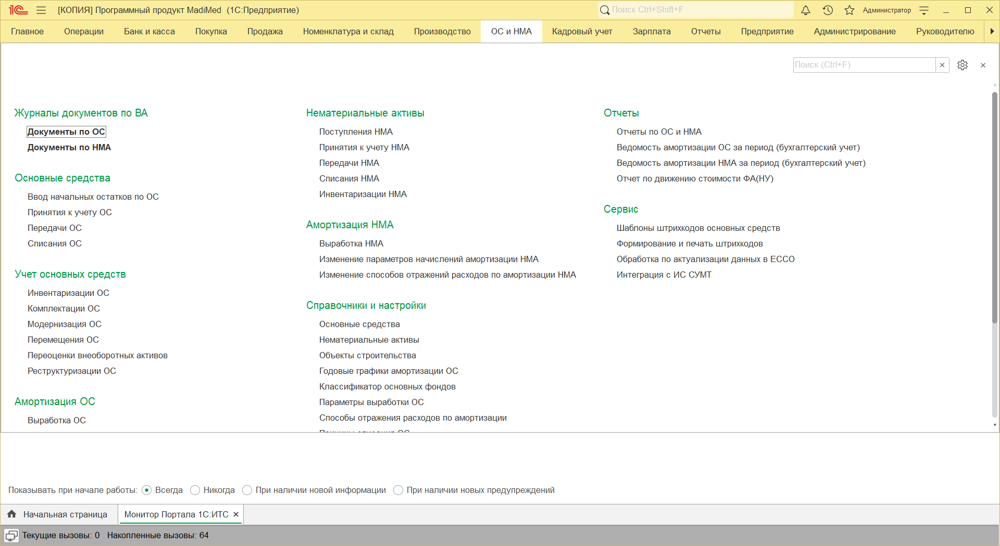 [КОПИЯ] Программный продукт MadiMed (1С:Предприятие)
Поиск Ctrl+Shift+F
Администратор
Главное Операции Банк и касса Покупка Продажа Номенклатура и склад Производство ОС и НМА Кадровый учет Зарплата Отчеты Предприятие Администрирование Руководителю
Поиск (Ctrl+F)
Журналы документов по ВА
Документы по ОС
Документы по НМА
Основные средства
Ввод начальных остатков по ОС
Принятия к учету ОС
Передачи ОС
Списания ОС
Учет основных средств
Инвентаризации ОС
Комплектации ОС
Модернизация ОС
Перемещения ОС
Переоценки внеоборотных активов
Реструктуризации ОС
Амортизация ОС
Выработка ОС
Нематериальные активы
Поступления НМА
Принятия к учету НМА
Передачи НМА
Списания НМА
Инвентаризации НМА
Амортизация НМА
Выработка НМА
Изменение параметров начислений амортизации НМА
Изменение способов отражений расходов по амортизации НМА
Справочники и настройки
Основные средства
Нематериальные активы
Объекты строительства
Годовые графики амортизации ОС
Классификатор основных фондов
Параметры выработки ОС
Способы отражения расходов по амортизации
Отчеты
Отчеты по ОС и НМА
Ведомость амортизации ОС за период (бухгалтерский учет)
Ведомость амортизации НМА за период (бухгалтерский учет)
Отчет по движению стоимости ФА(НУ)
Сервис
Шаблоны штрихкодов основных средств
Формирование и печать штрихкодов
Обработка по актуализации данных в ЕССО
Интеграция с ИС СУМТ
Показывать при начале работы: Всегда Никогда При наличии новой информации При наличии новых предупреждений
Начальная страница Монитор Портала 1С:ИТС
Текущие вызовы: 0 Накопленные вызовы: 64